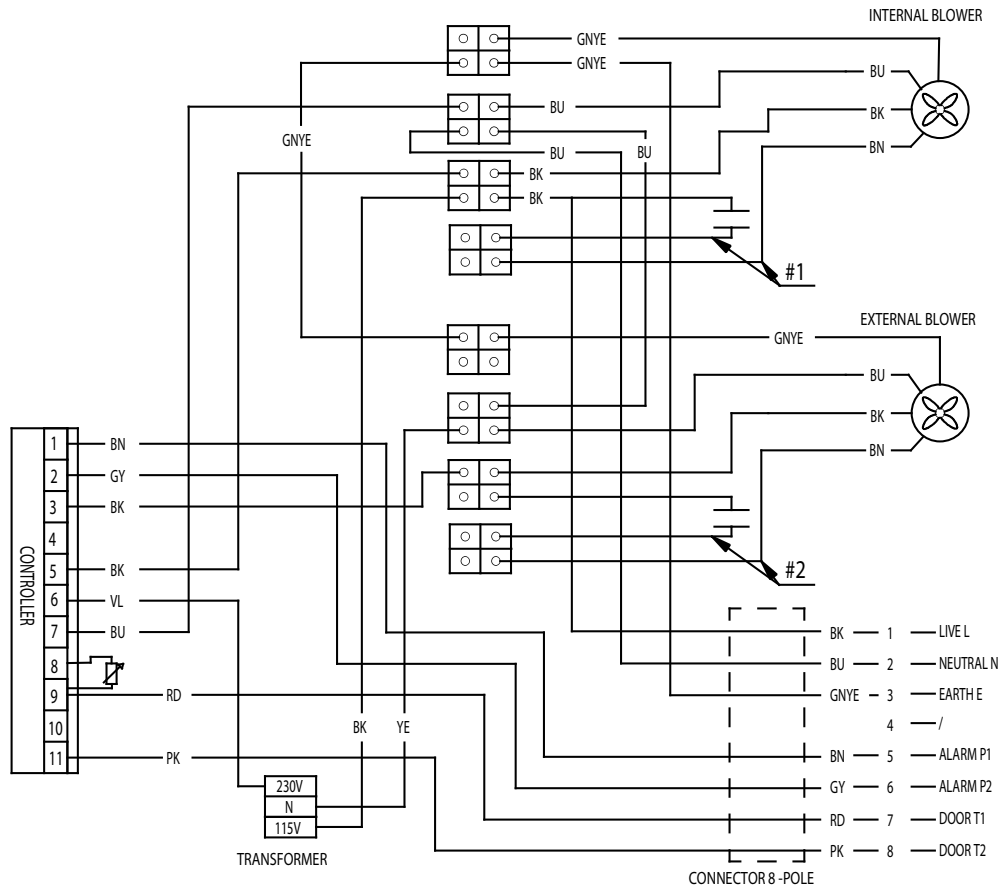 INTERNAL BLOWER
GNYE
GNYE
BU
BU
BK
GNYE
BU
BU
BN
BK
BK
#1
EXTERNAL BLOWER
GNYE
BU
BK
BN
#2
CONTROLLER
1 BN
2 GY
3 BK
4
5 BK
6 VL
7 BU
8
9 RD
10
11 PK
BK YE
230V
N
115V
TRANSFORMER
BK 1 LIVE L
BU 2 NEUTRAL N
GNYE 3 EARTH E
4 /
BN 5 ALARM P1
GY 6 ALARM P2
RD 7 DOOR T1
PK 8 DOOR T2
CONNECTOR 8 -POLE